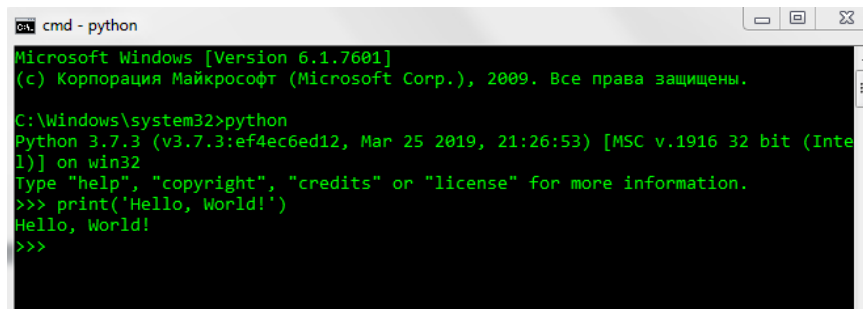 cmd - python
Microsoft Windows [Version 6.1.7601]
(c) Корпорация Майкрософт (Microsoft Corp.), 2009. Все права защищены.
C:\Windows\system32>python
Python 3.7.3 (v3.7.3:ef4ec6ed12, Mar 25 2019, 21:26:53) [MSC v.1916 32 bit (Inte
l)] on win32
Type "help", "copyright", "credits" or "license" for more information.
>>> print('Hello, World!')
Hello, World!
>>>